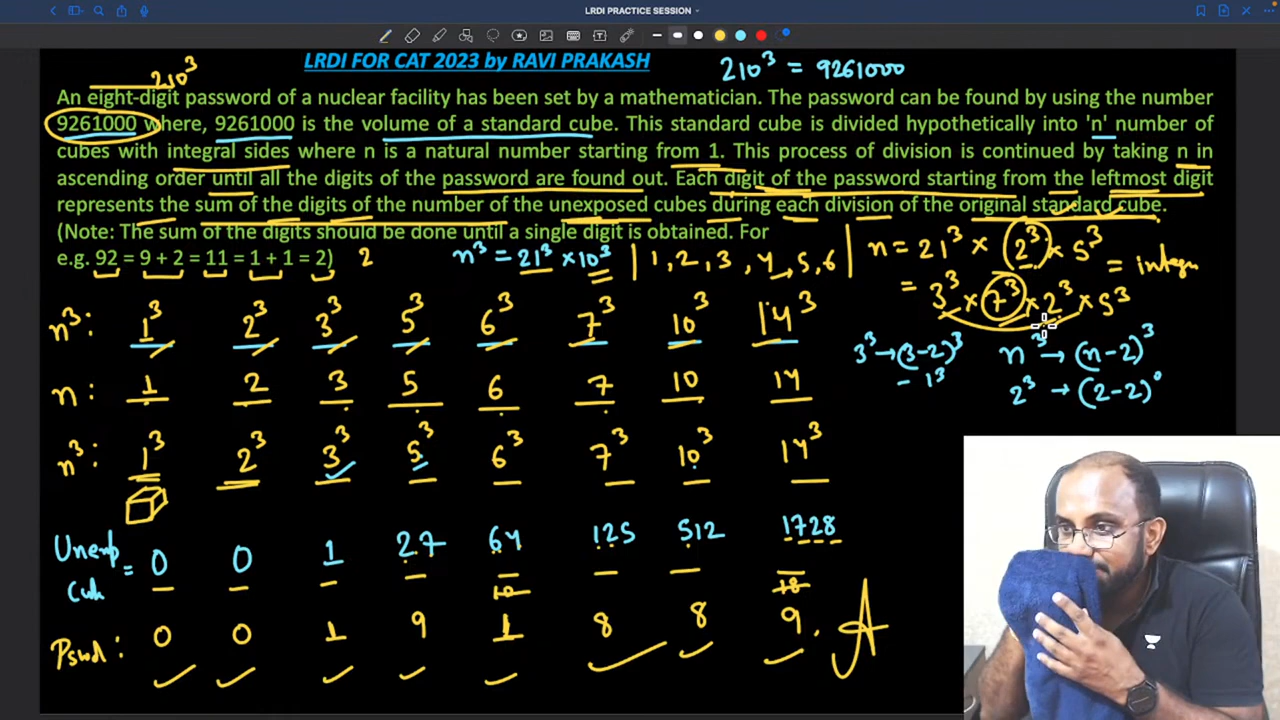 LRDI PRACTICE SESSION
LRDI FOR CAT 2023 by RAVI PRAKASH
210³
210³ = 9261000
An eight-digit password of a nuclear facility has been set by a mathematician. The password can be found by using the number
9261000 where, 9261000 is the volume of a standard cube. This standard cube is divided hypothetically into 'n' number of
cubes with integral sides where n is a natural number starting from 1. This process of division is continued by taking n in
ascending order until all the digits of the password are found out. Each digit of the password starting from the leftmost digit
represents the sum of the digits of the number of the unexposed cubes during each division of the original standard cube.
(Note: The sum of the digits should be done until a single digit is obtained. For
e.g. 92 = 9 + 2 = 11 = 1 + 1 = 2) 2
n³ = 21³ × 10³ | 1, 2, 3, 4, 5, 6 |
n = 21³ × 2³ × 5³ = integ
= 3³ × 7³ × 2³ × 5³
n³: 1³ 2³ 3³ 5³ 6³ 7³ 10³ 14³
3³ → (3-2)³
- 1³
n³ → (n-2)³
2³ → (2-2)⁰
n: 1 2 3 5 6 7 10 14
n³: 1³ 2³ 3³ 5³ 6³ 7³ 10³ 14³
Unexp
Cub = 0 0 1 27 64 125 512 1728
10 18
Pswd: 0 0 1 9 1 8 8 9. A